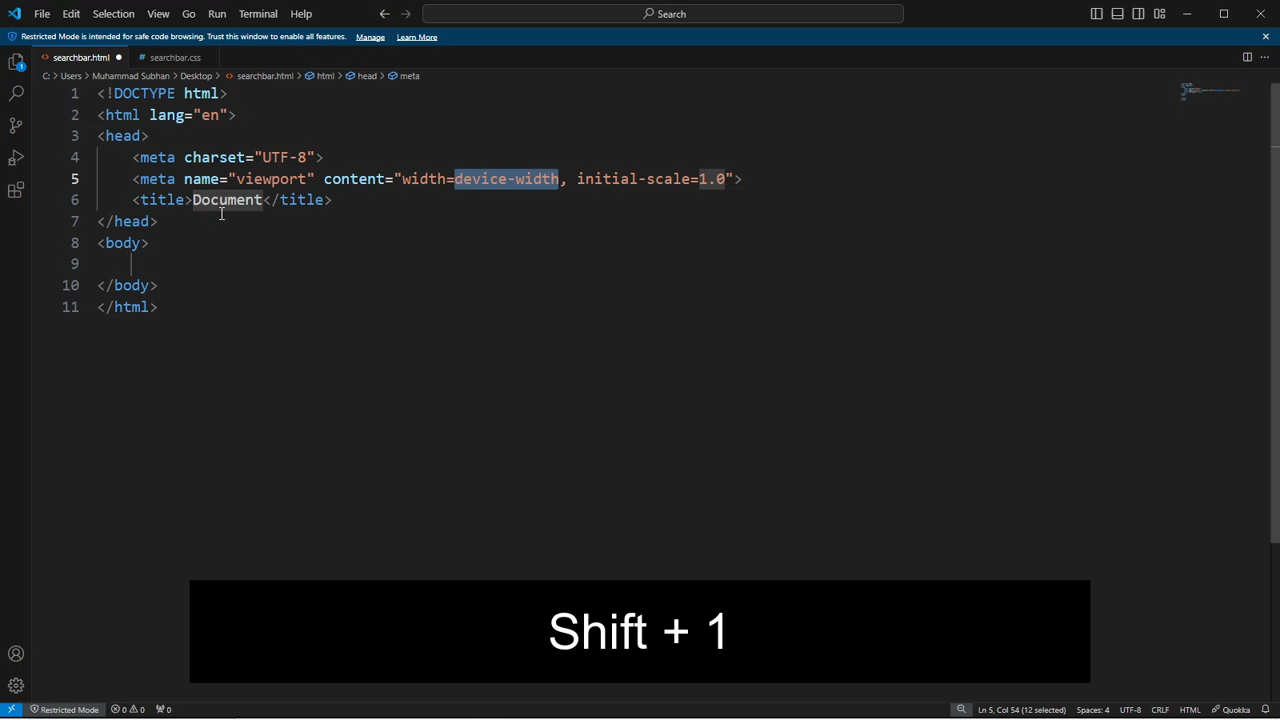 File Edit Selection View Go Run Terminal Help
Search
Restricted Mode is intended for safe code browsing. Trust this window to enable all features. Manage Learn More
searchbar.html
# searchbar.css
C: > Users > Muhammad Subhan > Desktop > searchbar.html > html > head > meta
1 <!DOCTYPE html>
2 <html lang="en">
3 <head>
4 <meta charset="UTF-8">
5 <meta name="viewport" content="width=device-width, initial-scale=1.0">
6 <title>Document</title>
7 </head>
8 <body>
9
10 </body>
11 </html>
1
Shift + 1
Restricted Mode 0 0 0 Ln 5, Col 54 (12 selected) Spaces: 4 UTF-8 CRLF HTML Quokka